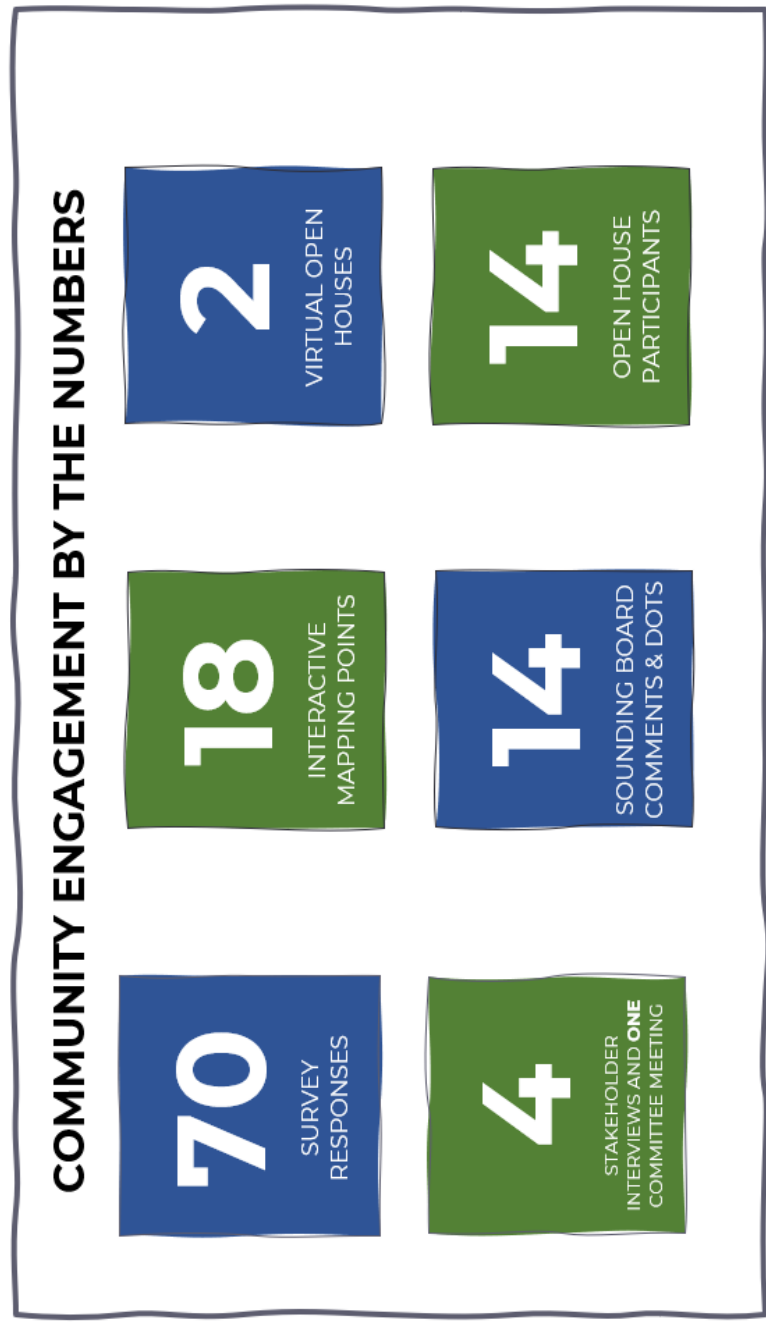 COMMUNITY ENGAGEMENT BY THE NUMBERS
70
SURVEY
RESPONSES
18
INTERACTIVE
MAPPING POINTS
2
VIRTUAL OPEN
HOUSES
4
STAKEHOLDER
INTERVIEWS AND ONE
COMMITTEE MEETING
14
SOUNDING BOARD
COMMENTS & DOTS
14
OPEN HOUSE
PARTICIPANTS